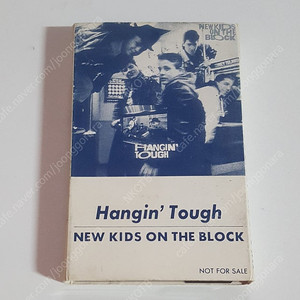 NEW KIDS
ON THE
BLOCK
HANGIN'
TOUGH
Hangin' Tough
NEW KIDS ON THE BLOCK
NOT FOR SALE